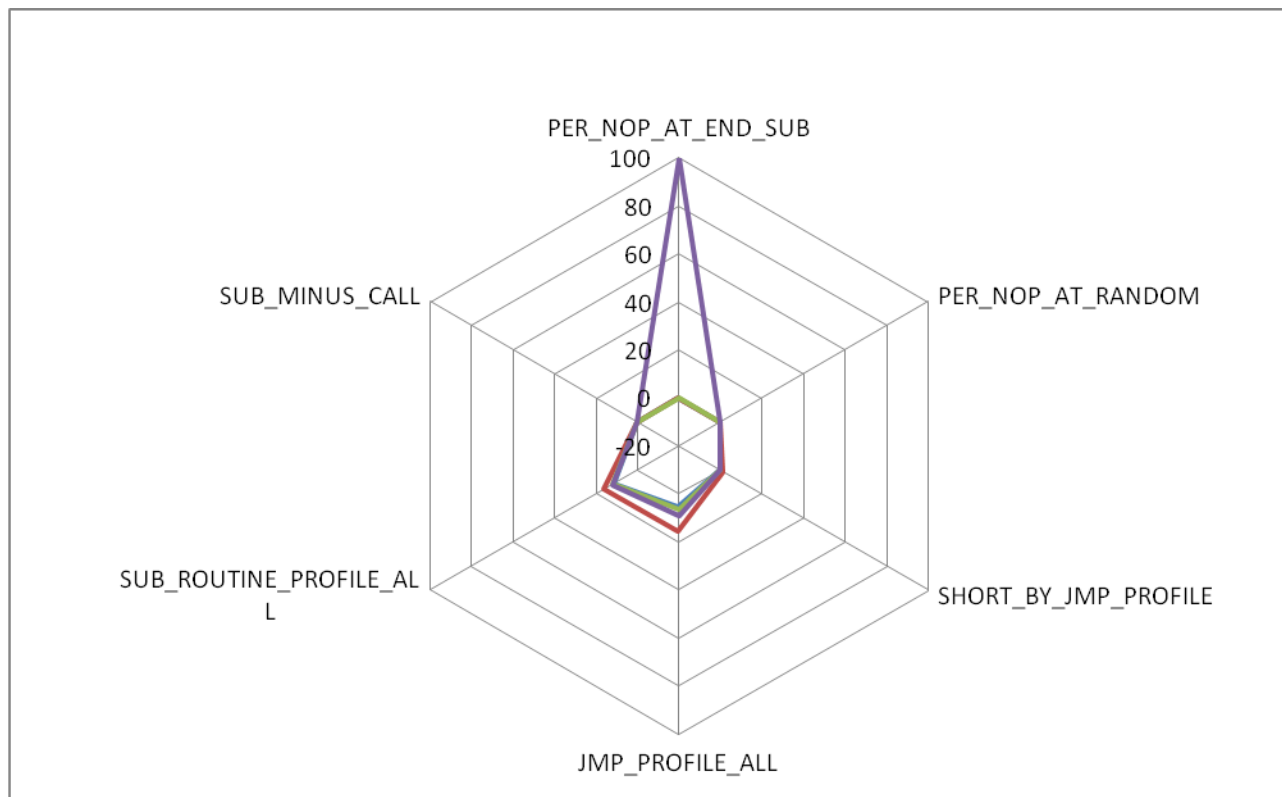 PER_NOP_AT_END_SUB
100
80
60
40
20
0
-20
PER_NOP_AT_RANDOM
SHORT_BY_JMP_PROFILE
JMP_PROFILE_ALL
SUB_ROUTINE_PROFILE_AL
L
SUB_MINUS_CALL